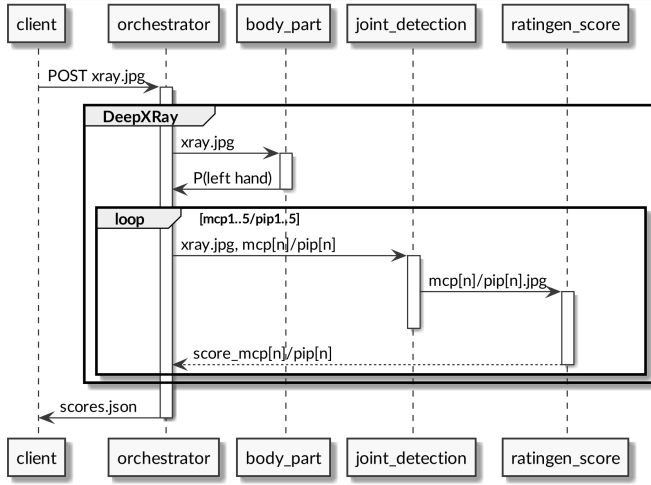 client orchestrator body_part joint_detection ratingen_score
POST xray.jpg
DeepXRay
xray.jpg
P(left hand)
loop [mcp1..5/pip1..5]
xray.jpg, mcp[n]/pip[n]
mcp[n]/pip[n].jpg
score_mcp[n]/pip[n]
scores.json
client orchestrator body_part joint_detection ratingen_score